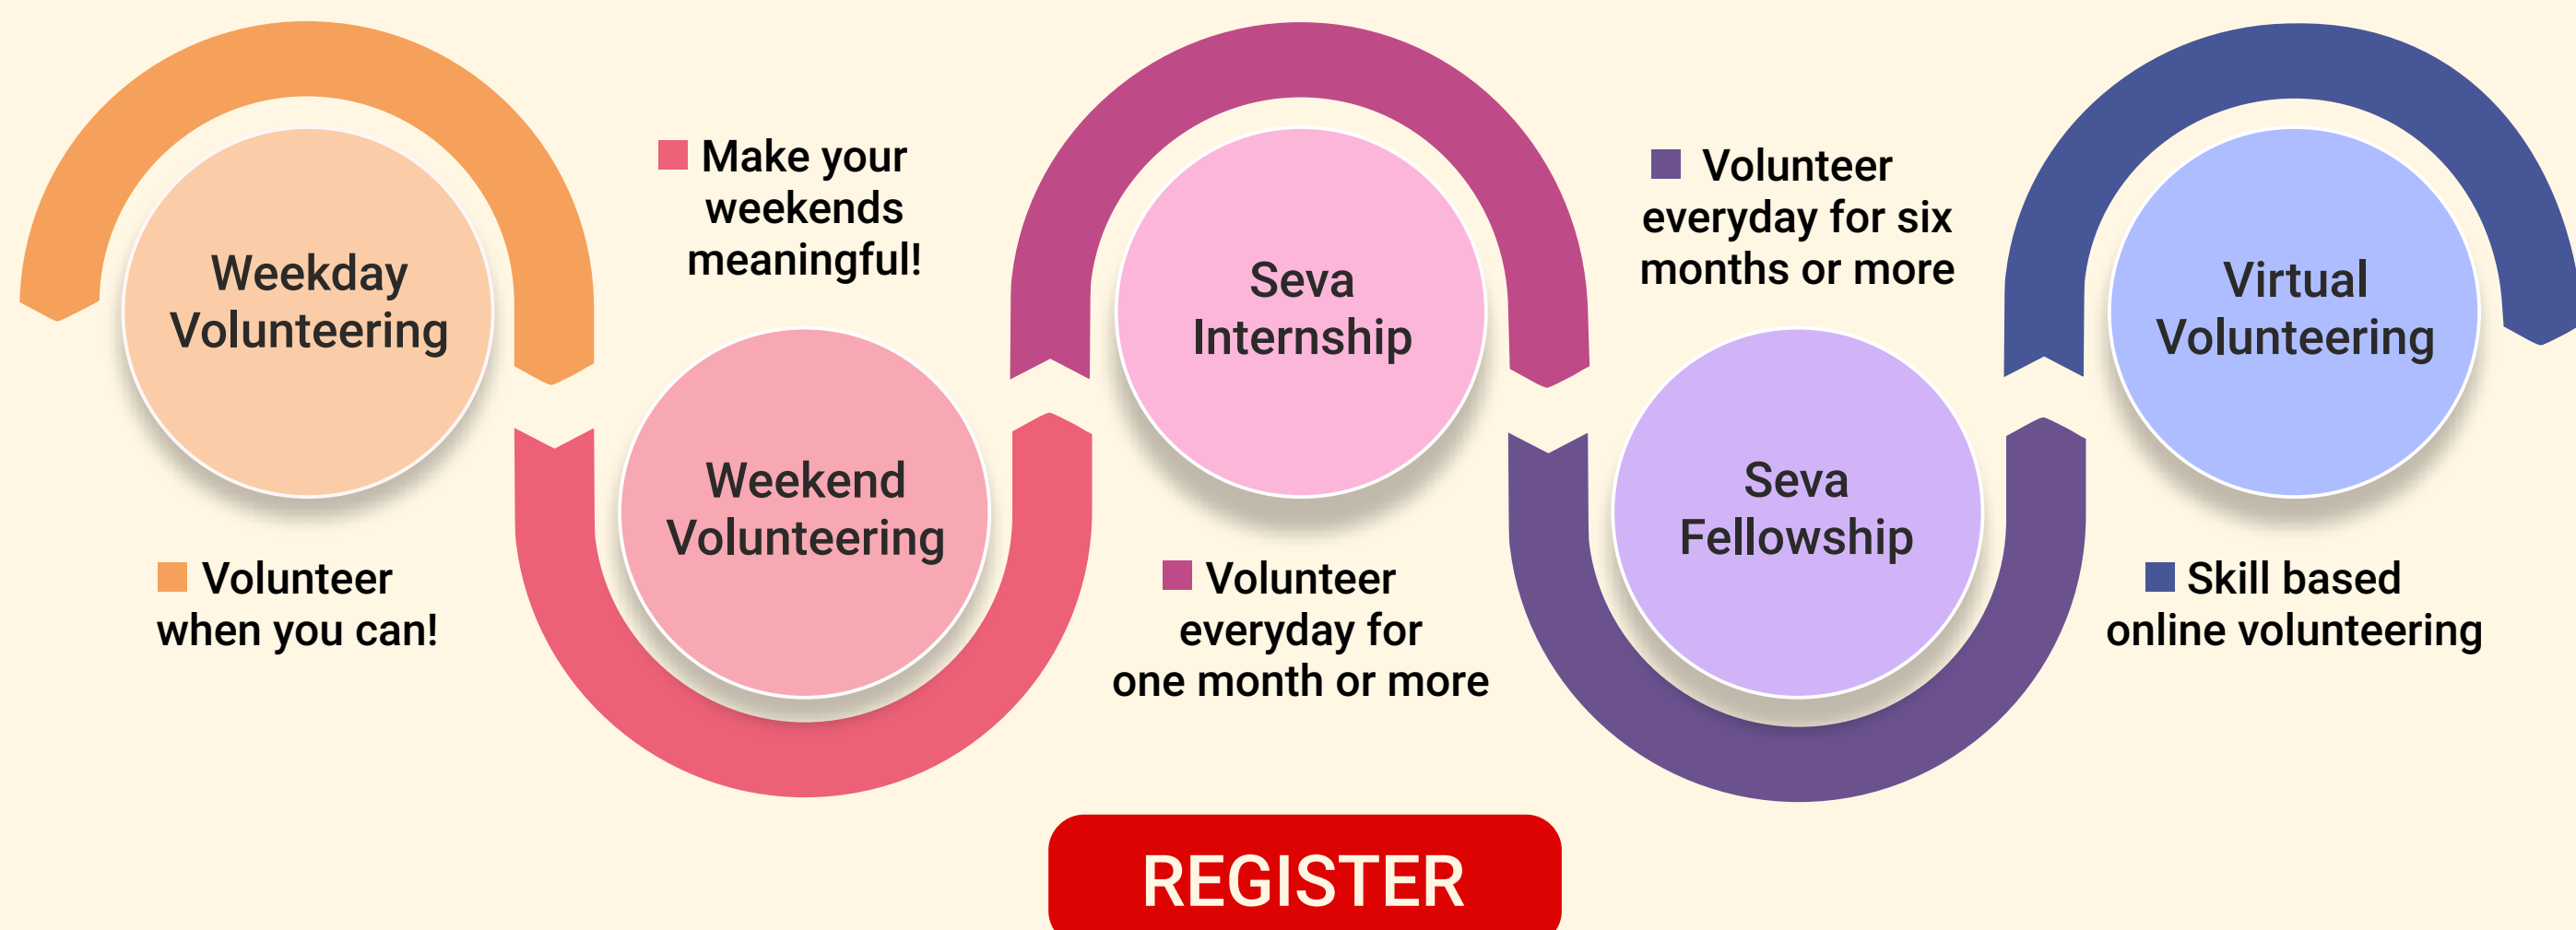 Weekday
Volunteering
Volunteer
when you can!
Make your
weekends
meaningful!
Weekend
Volunteering
Seva
Internship
Volunteer
everyday for
one month or more
Volunteer
everyday for six
months or more
Seva
Fellowship
Virtual
Volunteering
Skill based
online volunteering
REGISTER